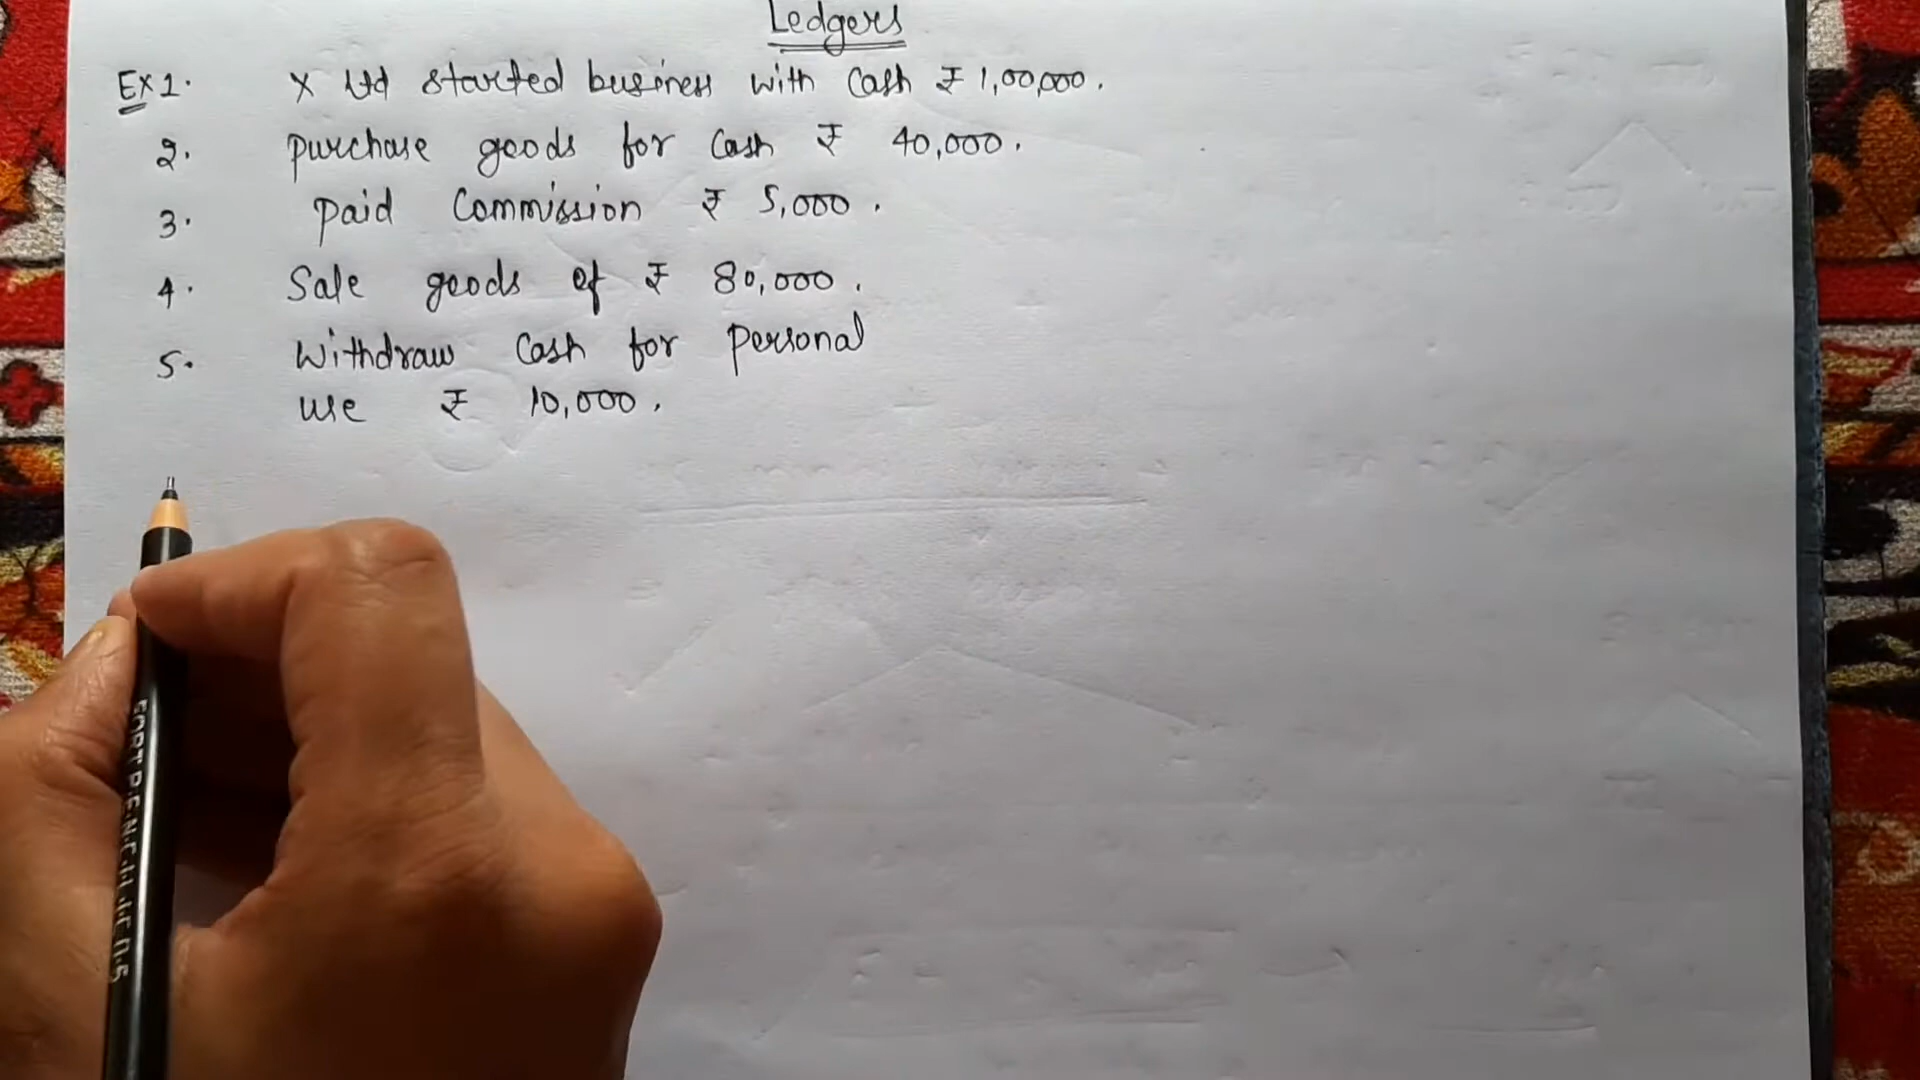 Ledgers
Ex 1. X Ltd started business with Cash ₹ 1,00,000.
2. Purchase goods for Cash ₹ 40,000.
3. Paid Commission ₹ 5,000.
4. Sale goods of ₹ 80,000.
5. Withdraw Cash for Personal
use ₹ 10,000.